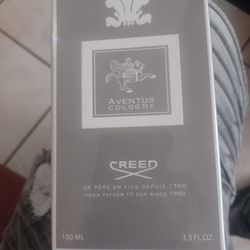 AVENTUS
COLOGNE
CREED
DE PÈRE EN FILS DEPUIS 1760
FROM FATHER TO SON SINCE 1760
100 ML 3.3 FL.OZ.